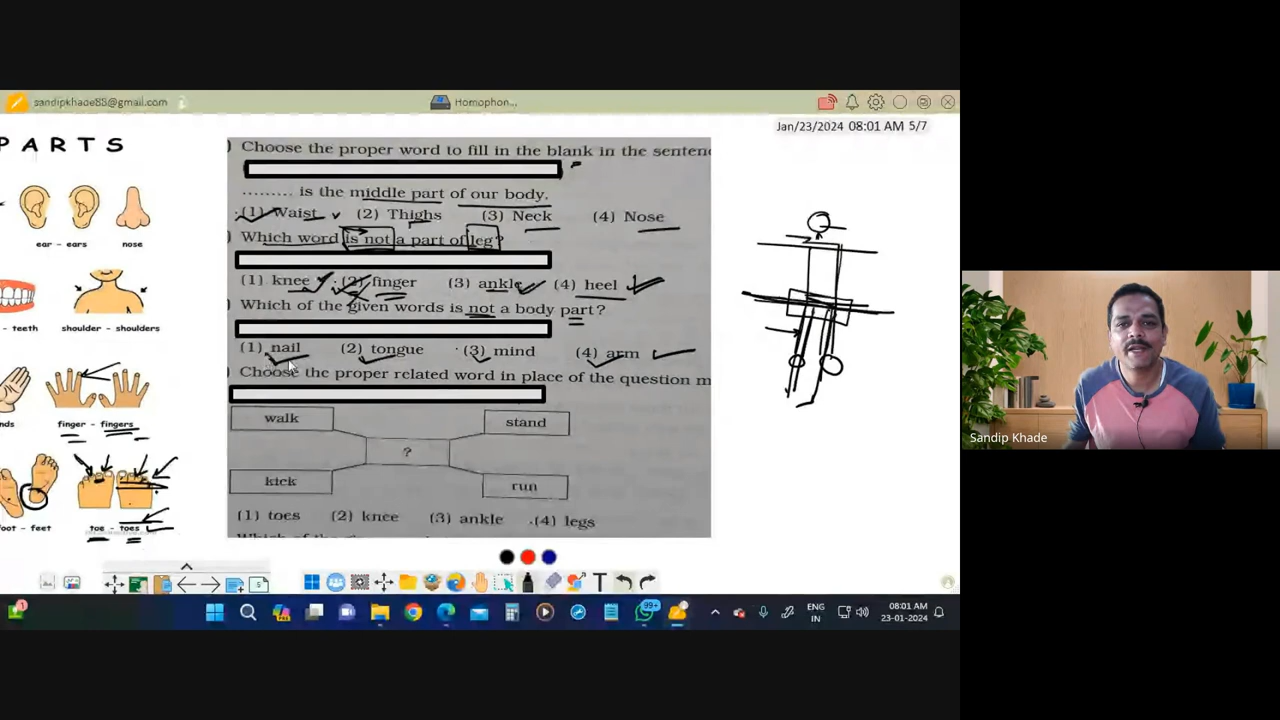 sandipkhade88@gmail.com
Homophon...
Jan/23/2024 08:01 AM 5/7
PARTS
ear – ears
nose
- teeth
shoulder – shoulders
nds
finger – fingers
foot – feet
toe – toes
) Choose the proper word to fill in the blank in the sentenc
......... is the middle part of our body.
(1) Waist (2) Thighs (3) Neck (4) Nose
) Which word is not a part of leg?
(1) knee (2) finger (3) ankle (4) heel
) Which of the given words is not a body part?
(1) nail (2) tongue (3) mind (4) arm
) Choose the proper related word in place of the question m
walk
stand
?
kick
run
(1) toes (2) knee (3) ankle (4) legs
Sandip Khade
T
5
1
99+
ENG
IN
08:01 AM
23-01-2024